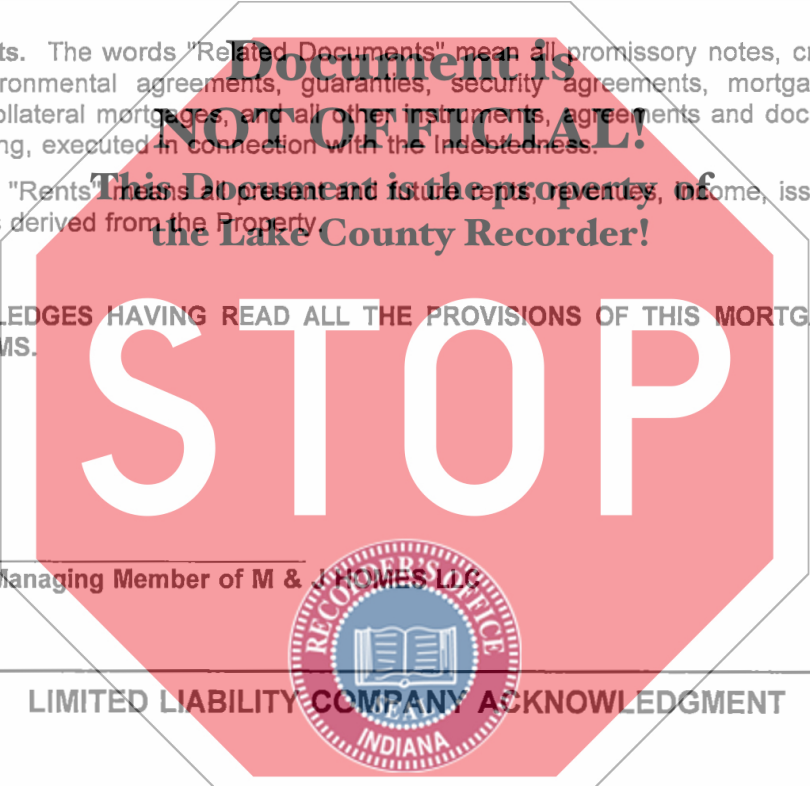 ts. The words "Related Documents" mean all promissory notes, cr
Document is
ronmental agreements, guaranties, security agreements, mortga
ollateral mortgages, and all other instruments, agreements and doc
NOT OFFICIAL!
ng, executed in connection with the Indebtedness.
"Rents" means all present and future rents, revenues, income, iss
This Document is the property of
s derived from the Property.
the Lake County Recorder!
LEDGES HAVING READ ALL THE PROVISIONS OF THIS MORTGA
MS.
STOP
Managing Member of M & J HOMES LLC
RECORDER'S OFFICE
SEAL
INDIANA
LIMITED LIABILITY COMPANY ACKNOWLEDGMENT